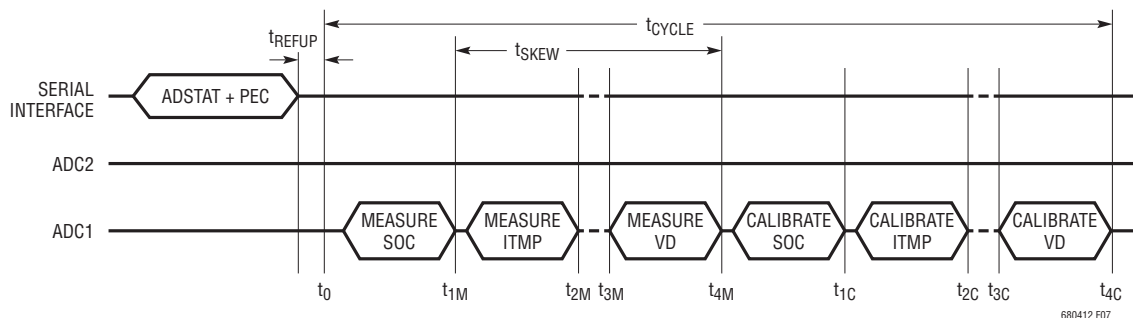 tCYCLE
tREFUP
tSKEW
SERIAL
INTERFACE
ADSTAT + PEC
ADC2
ADC1
MEASURE
SOC
MEASURE
ITMP
MEASURE
VD
CALIBRATE
SOC
CALIBRATE
ITMP
CALIBRATE
VD
t0 t1M t2M t3M t4M t1C t2C t3C t4C
680412 F07